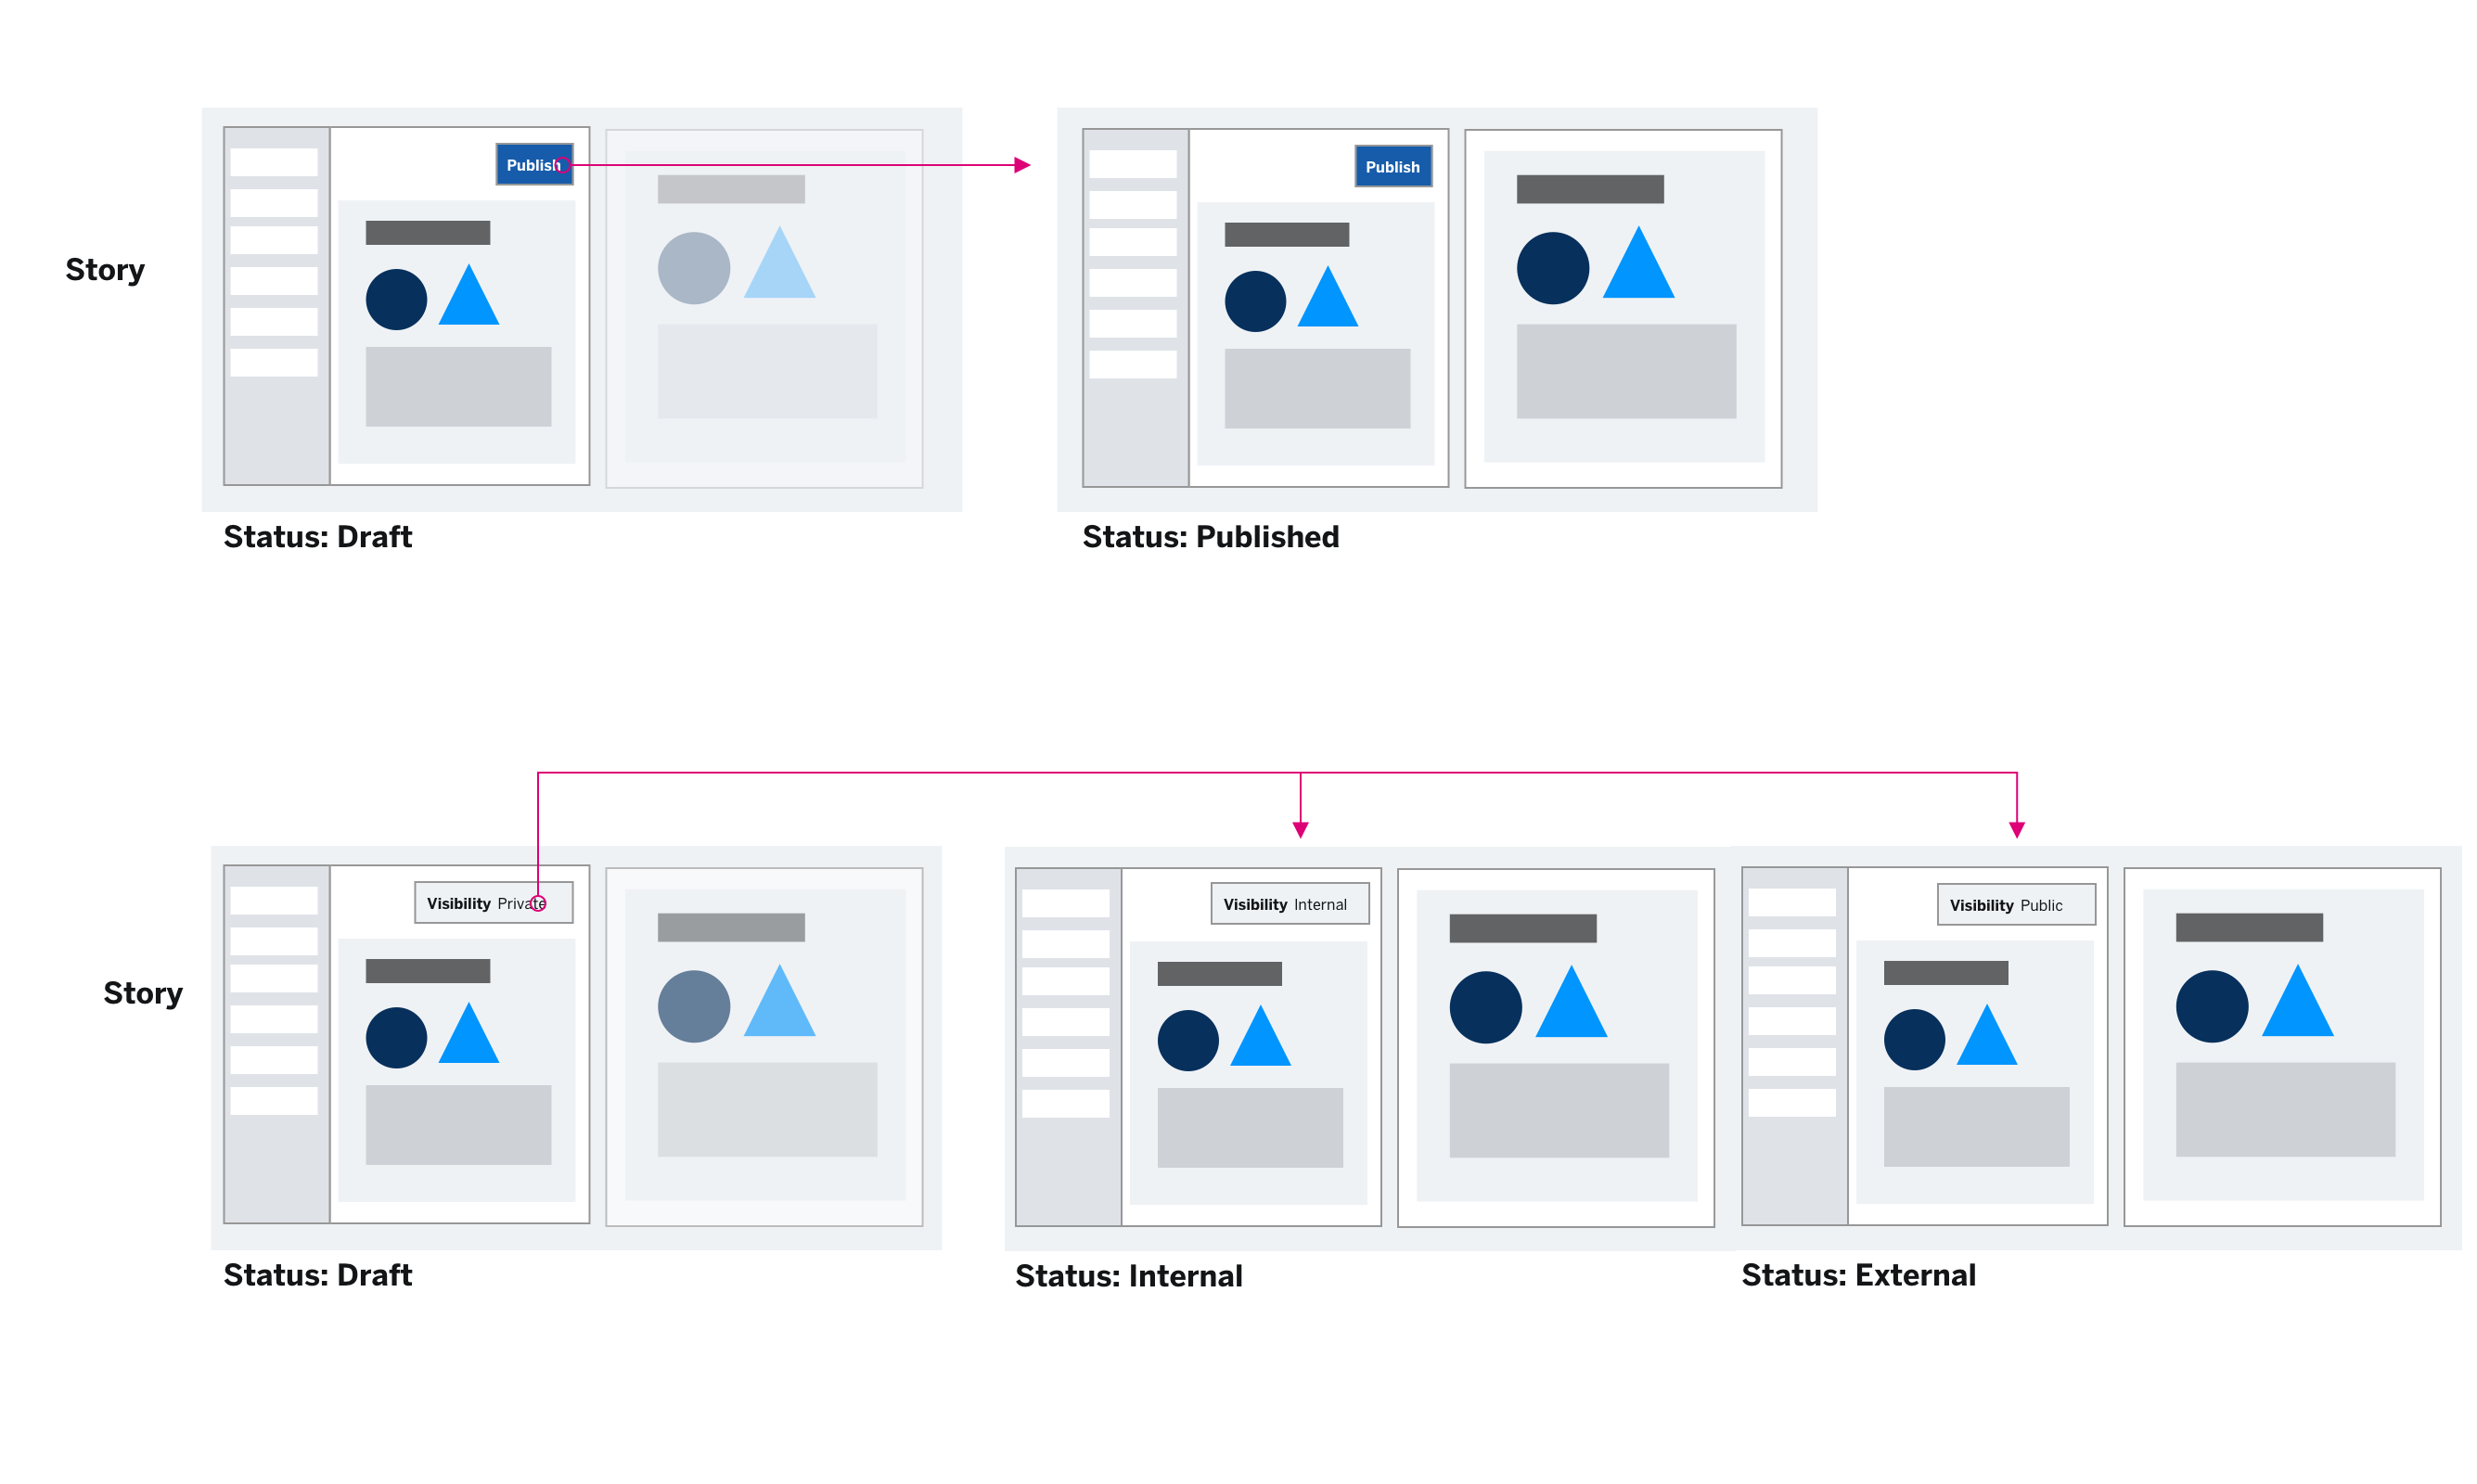 Publish
Publish
Story
Status: Draft
Status: Published
Visibility Private
Visibility Internal
Visibility Public
Story
Status: Draft
Status: Internal
Status: External